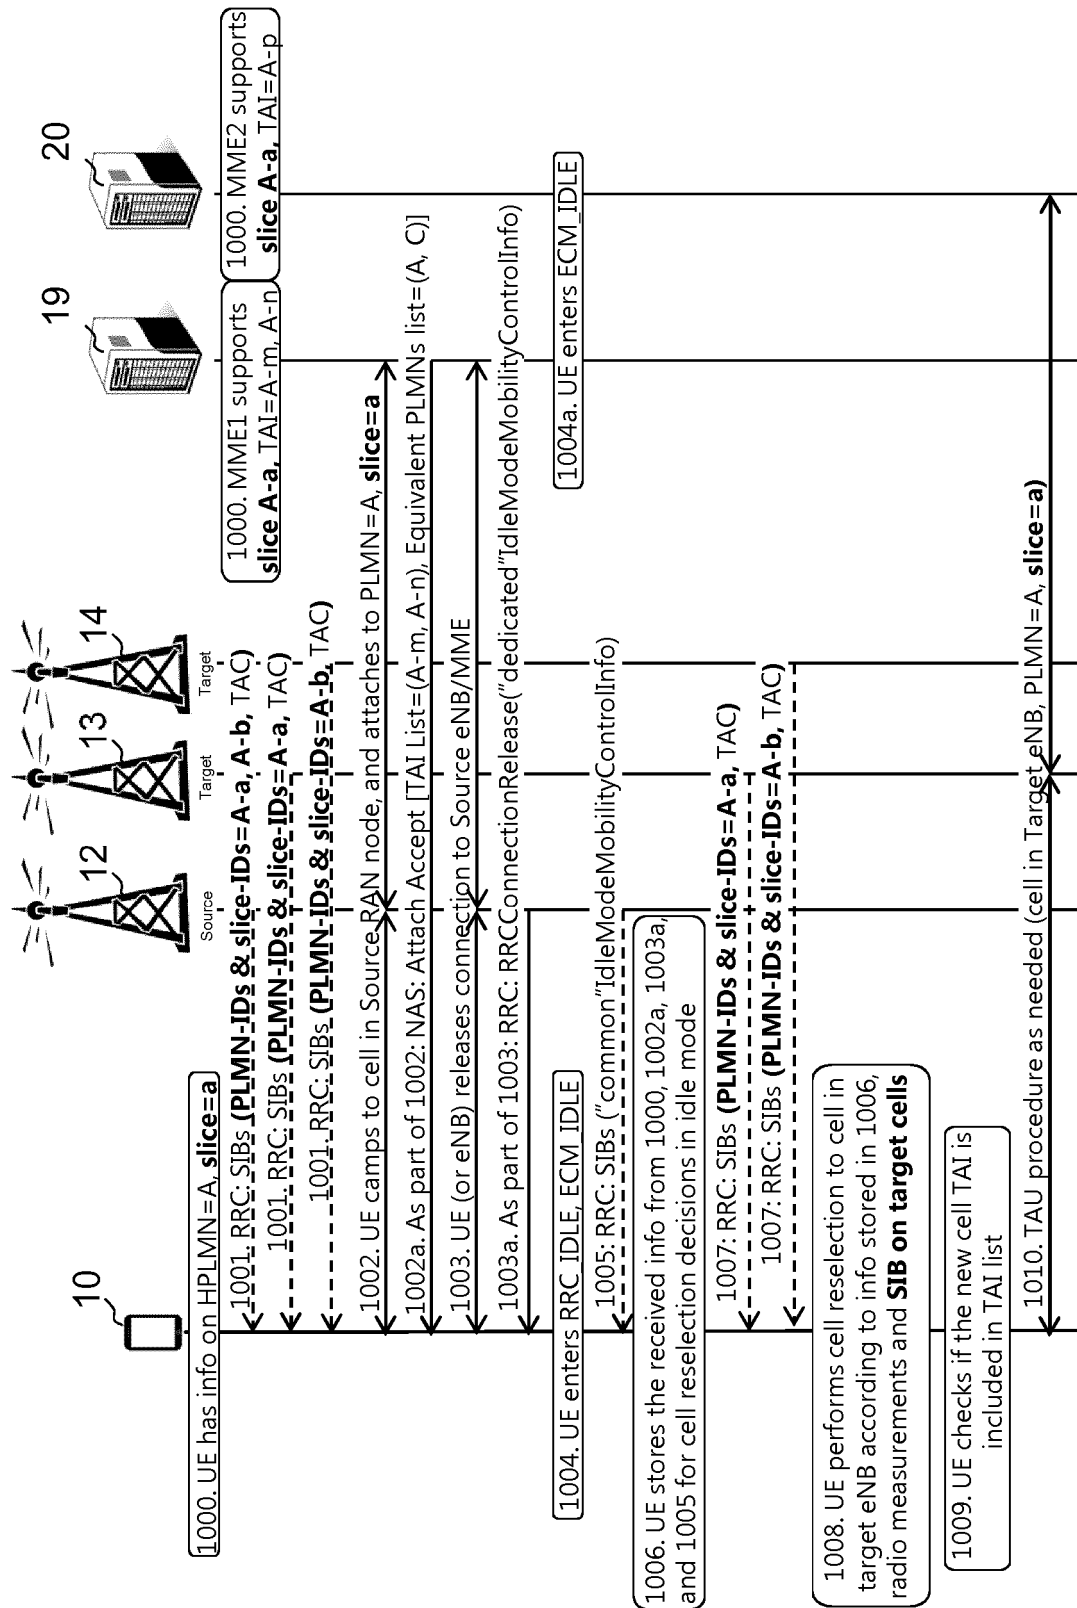 10
12
13
14
19
20
Source
Target
Target
1000. UE has info on HPLMN=A, slice=a
1000. MME1 supports
slice A-a, TAI=A-m, A-n
1000. MME2 supports
slice A-a, TAI=A-p
1001. RRC: SIBs (PLMN-IDs & slice-IDs=A-a, A-b, TAC)
1001. RRC: SIBs (PLMN-IDs & slice-IDs=A-a, TAC)
1001. RRC: SIBs (PLMN-IDs & slice-IDs=A-b, TAC)
1002. UE camps to cell in Source RAN node, and attaches to PLMN=A, slice=a
1002a. As part of 1002: NAS: Attach Accept [TAI List=(A-m, A-n), Equivalent PLMNs list=(A, C)]
1003. UE (or eNB) releases connection to Source eNB/MME
1003a. As part of 1003: RRC: RRCConnectionRelease("dedicated"IdleModeMobilityControlInfo)
1004. UE enters RRC_IDLE, ECM_IDLE
1004a. UE enters ECM_IDLE
1005: RRC: SIBs ("common"IdleModeMobilityControlInfo)
1006. UE stores the received info from 1000, 1002a, 1003a,
and 1005 for cell reselection decisions in idle mode
1007: RRC: SIBs (PLMN-IDs & slice-IDs=A-a, TAC)
1007: RRC: SIBs (PLMN-IDs & slice-IDs=A-b, TAC)
1008. UE performs cell reselection to cell in
target eNB according to info stored in 1006,
radio measurements and SIB on target cells
1009. UE checks if the new cell TAI is
included in TAI list
1010. TAU procedure as needed (cell in Target eNB, PLMN=A, slice=a)